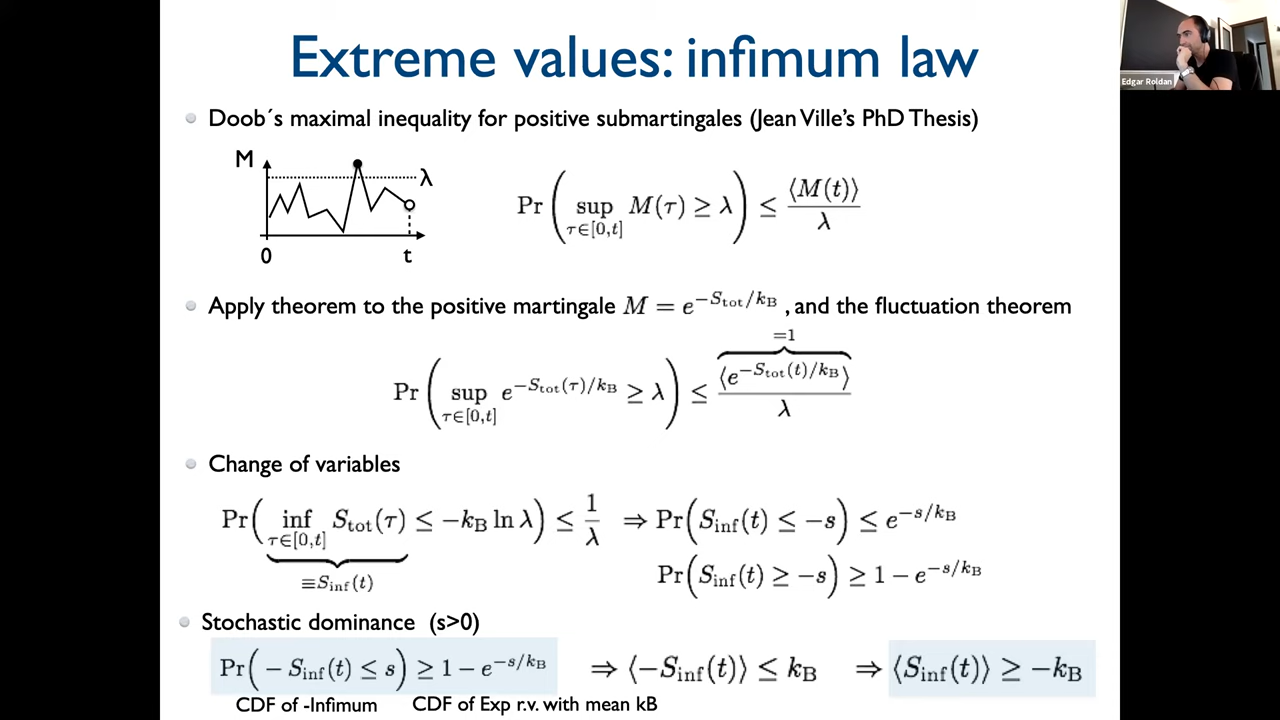 Extreme values: infimum law
Edgar Roldan
Doob´s maximal inequality for positive submartingales (Jean Ville's PhD Thesis)
M
λ
0
t
Pr( sup_{τ∈[0,t]} M(τ) ≥ λ ) ≤ ⟨M(t)⟩ / λ
Apply theorem to the positive martingale M = e^{−S_tot/k_B} , and the fluctuation theorem
=1
Pr( sup_{τ∈[0,t]} e^{−S_tot(τ)/k_B} ≥ λ ) ≤ ⟨e^{−S_tot(t)/k_B}⟩ / λ
Change of variables
Pr( inf_{τ∈[0,t]} S_tot(τ) ≤ −k_B ln λ ) ≤ 1/λ ⇒ Pr( S_inf(t) ≤ −s ) ≤ e^{−s/k_B}
≡S_inf(t)
Pr( S_inf(t) ≥ −s ) ≥ 1 − e^{−s/k_B}
Stochastic dominance (s>0)
Pr( − S_inf(t) ≤ s ) ≥ 1 − e^{−s/k_B} ⇒ ⟨−S_inf(t)⟩ ≤ k_B ⇒ ⟨S_inf(t)⟩ ≥ −k_B
CDF of -Infimum CDF of Exp r.v. with mean kB